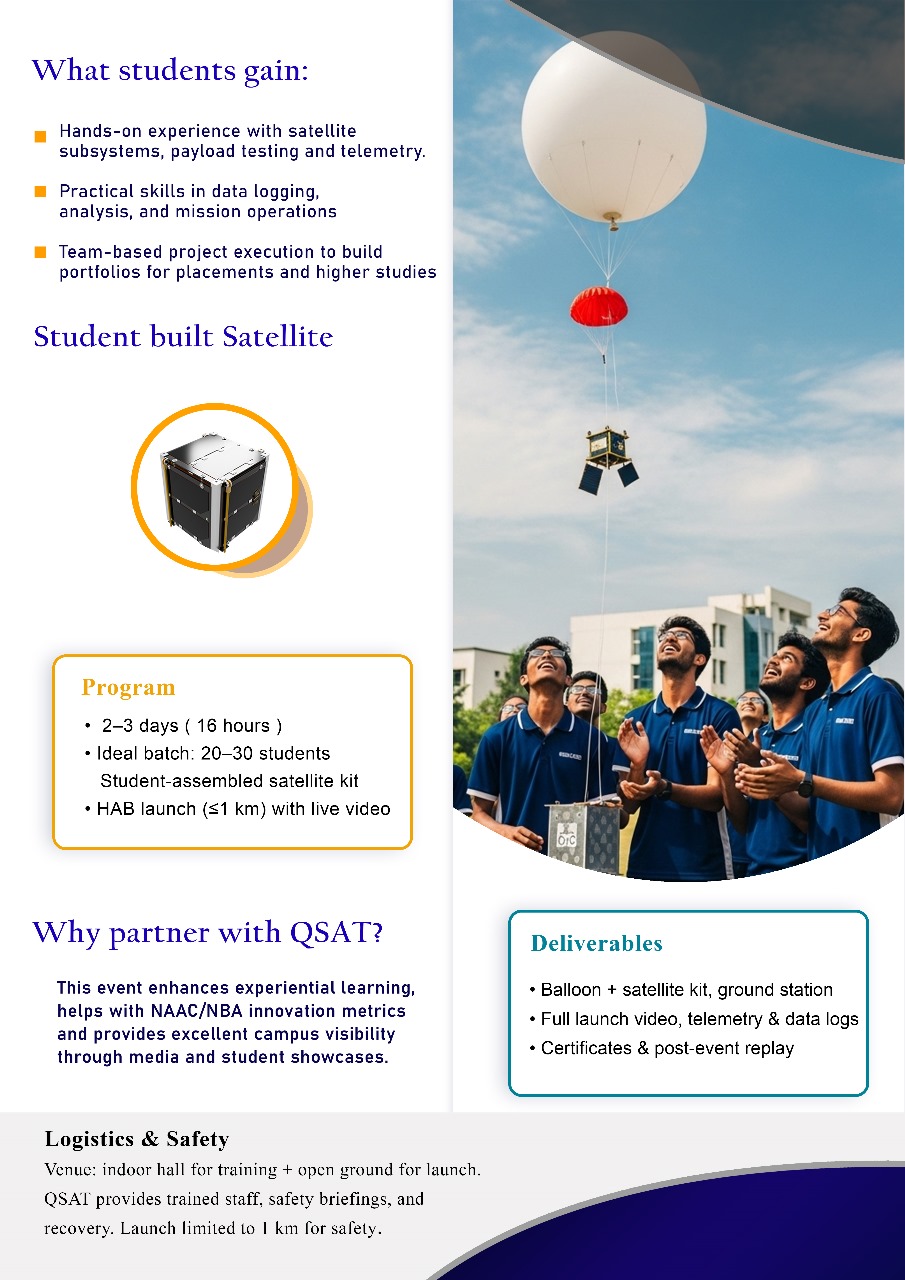 What students gain:
Hands-on experience with satellite
subsystems, payload testing and telemetry.
Practical skills in data logging,
analysis, and mission operations
Team-based project execution to build
portfolios for placements and higher studies
Student built Satellite
Program
• 2–3 days ( 16 hours )
• Ideal batch: 20–30 students
Student-assembled satellite kit
• HAB launch (≤1 km) with live video
Why partner with QSAT?
This event enhances experiential learning,
helps with NAAC/NBA innovation metrics
and provides excellent campus visibility
through media and student showcases.
Deliverables
• Balloon + satellite kit, ground station
• Full launch video, telemetry & data logs
• Certificates & post-event replay
Logistics & Safety
Venue: indoor hall for training + open ground for launch.
QSAT provides trained staff, safety briefings, and
recovery. Launch limited to 1 km for safety.